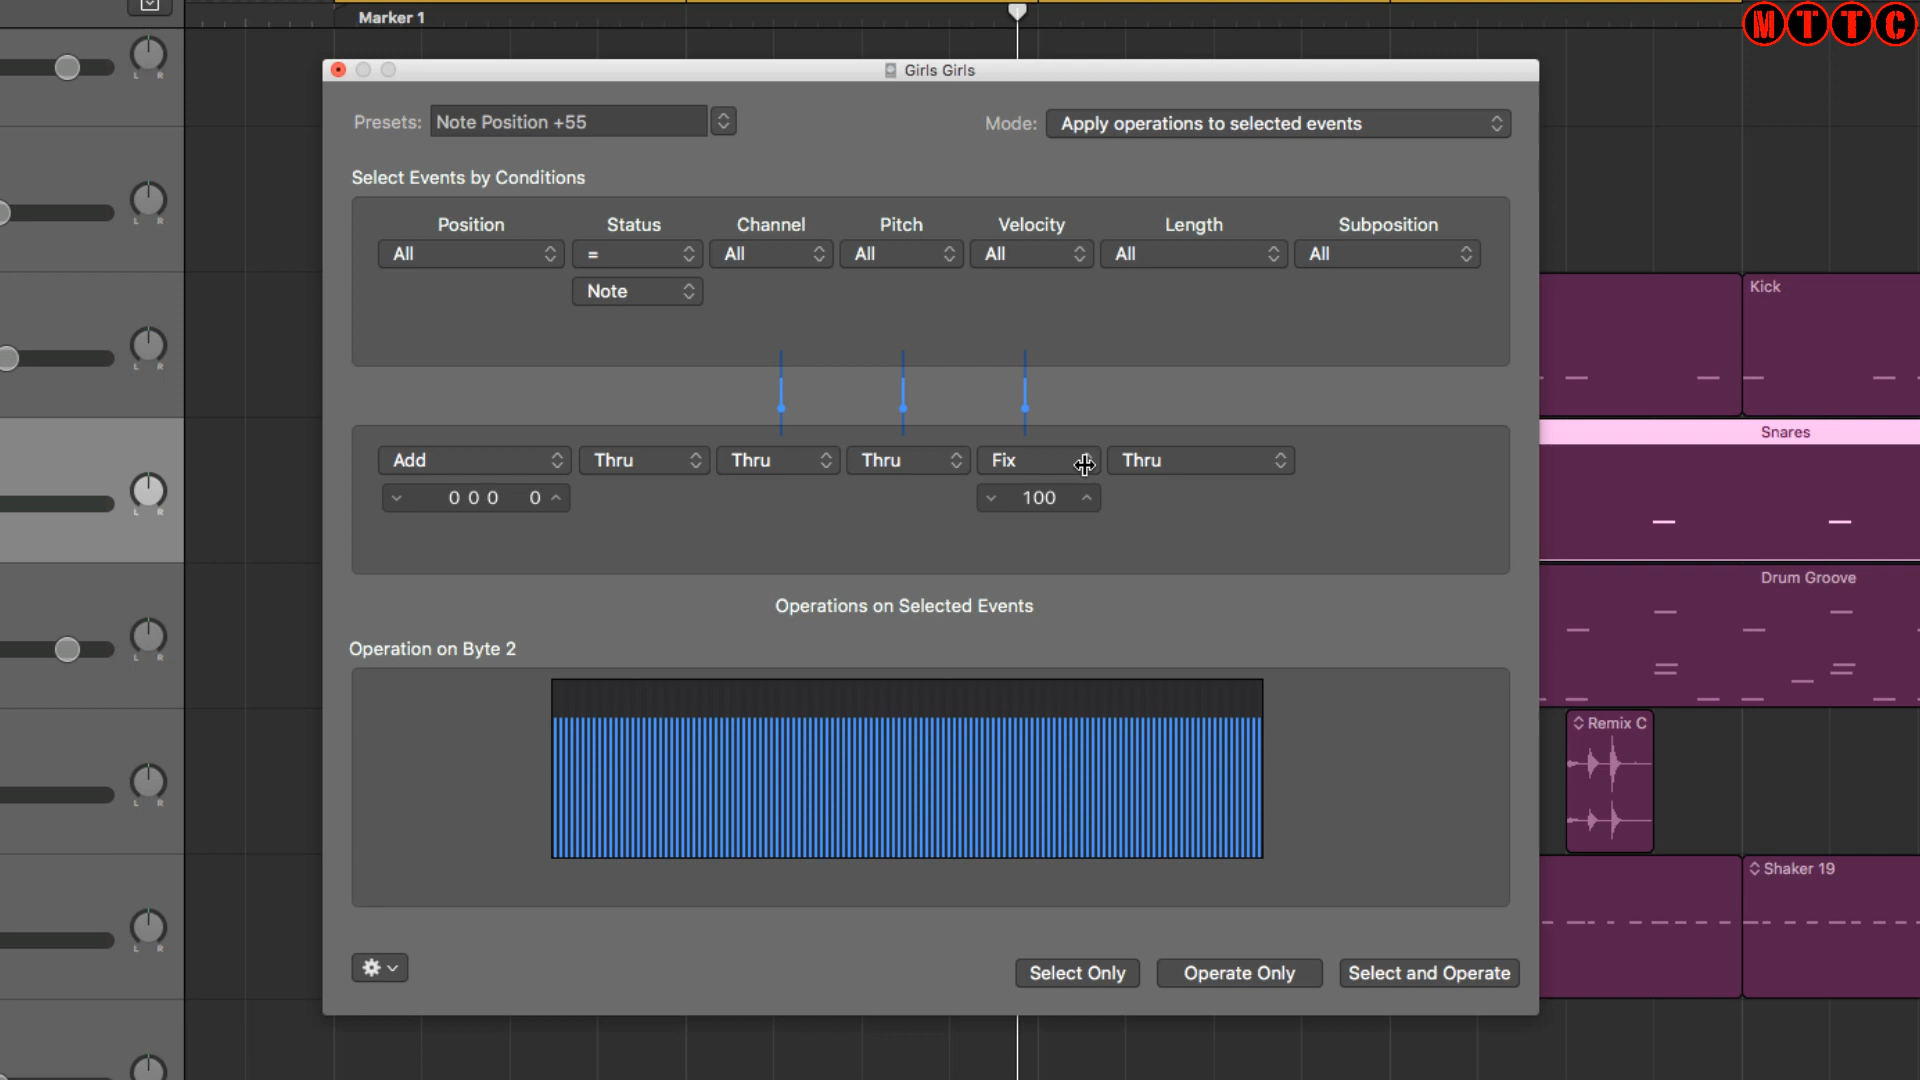 Marker 1
MTTC
L R
Girls Girls
Presets: Note Position +55
Mode: Apply operations to selected events
Select Events by Conditions
Position Status Channel Pitch Velocity Length Subposition
All = All All All All All
Note
L R
L R
L R
L R
L R
L R
Add Thru Thru Thru Fix Thru
0 0 0 0 100
Operations on Selected Events
Operation on Byte 2
Select Only Operate Only Select and Operate
Kick
Snares
Drum Groove
Remix C
Shaker 19